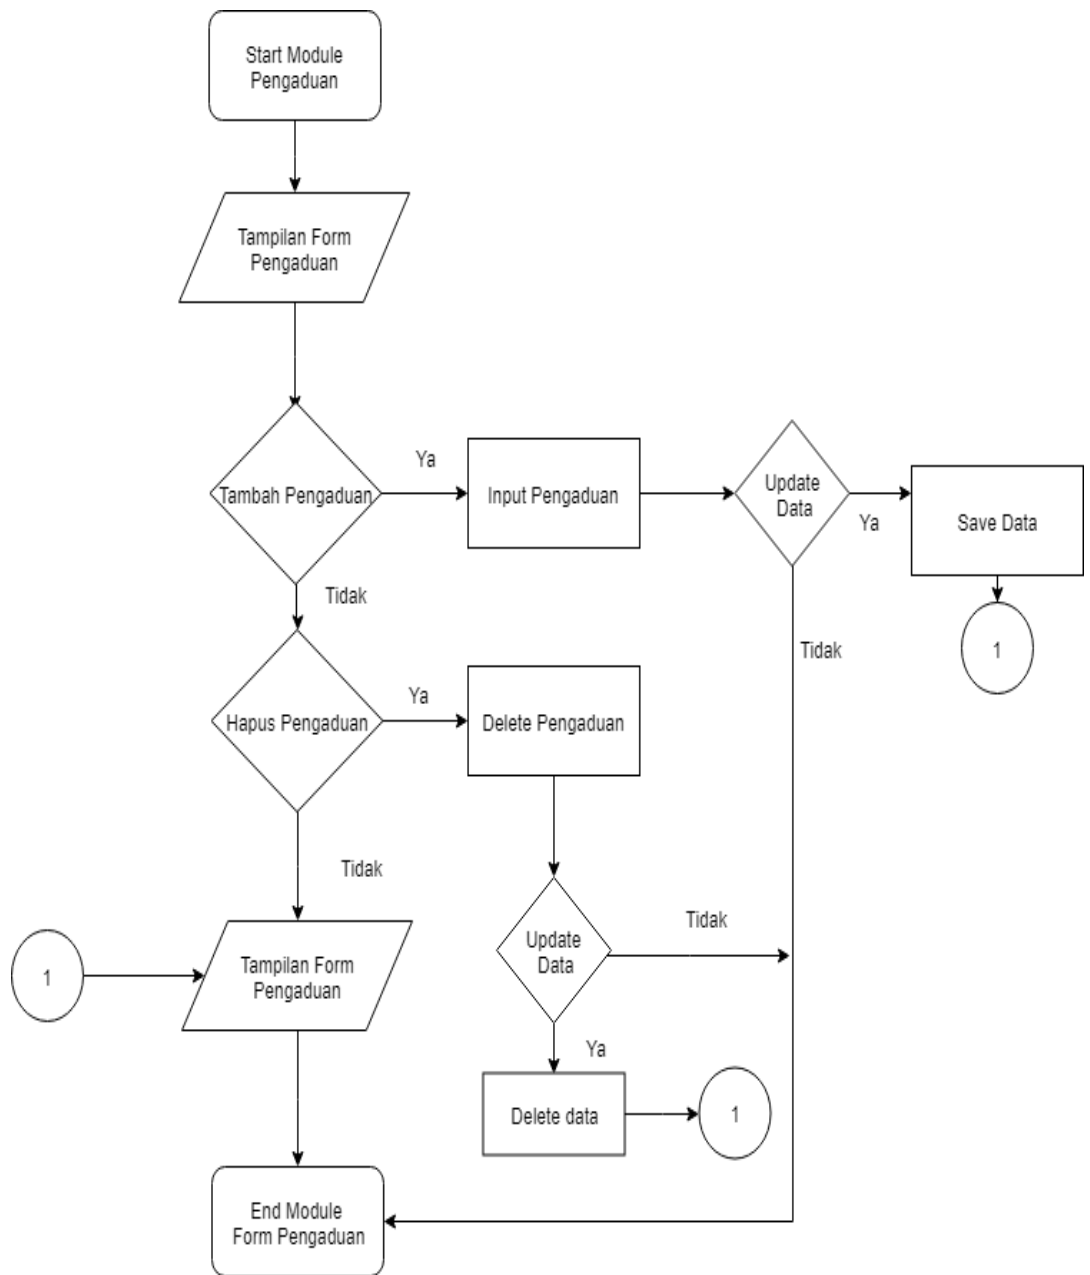 Start Module
Pengaduan
Tampilan Form
Pengaduan
Tambah Pengaduan
Ya
Input Pengaduan
Update
Data
Ya
Save Data
1
Tidak
Tidak
Hapus Pengaduan
Ya
Delete Pengaduan
Tidak
Update
Data
Tidak
1
Tampilan Form
Pengaduan
Ya
Delete data
1
End Module
Form Pengaduan